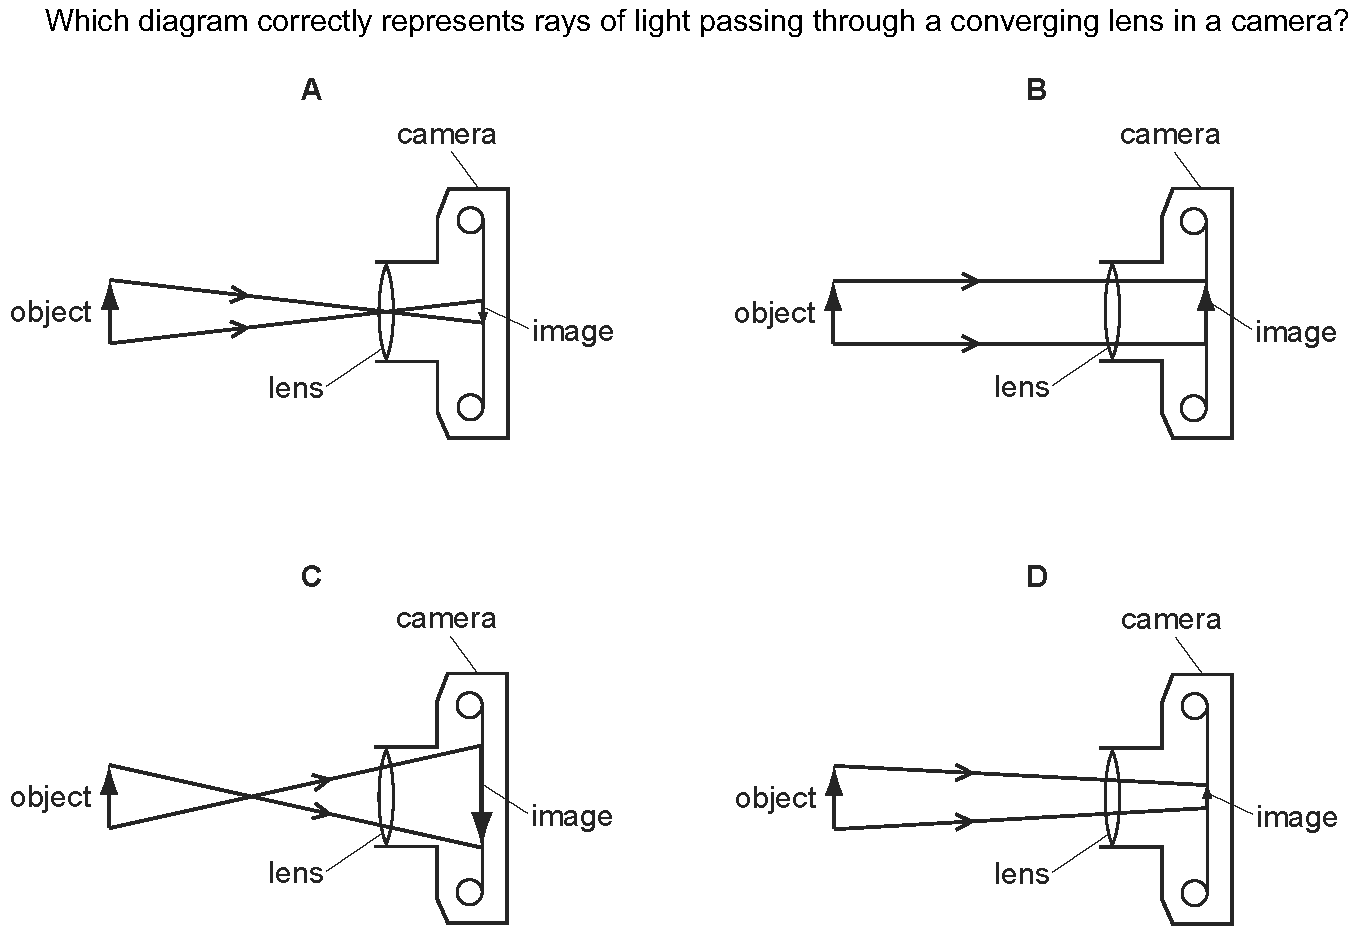 Which diagram correctly represents rays of light passing through a converging lens in a camera?
A
camera
object
image
lens
B
camera
object
image
lens
C
camera
object
image
lens
D
camera
object
image
lens